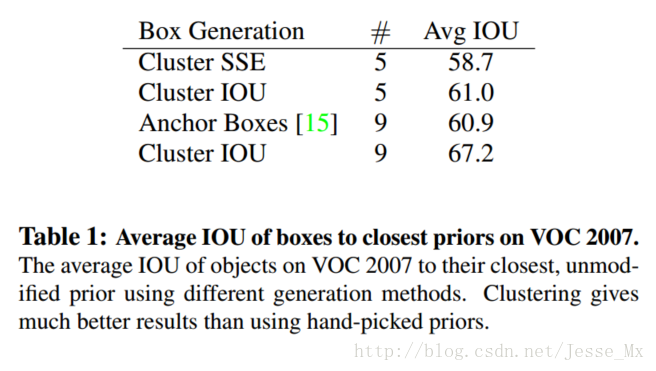 Box Generation # Avg IOU
Cluster SSE 5 58.7
Cluster IOU 5 61.0
Anchor Boxes [15] 9 60.9
Cluster IOU 9 67.2
Table 1: Average IOU of boxes to closest priors on VOC 2007.
The average IOU of objects on VOC 2007 to their closest, unmod-
ified prior using different generation methods. Clustering gives
much better results than using hand-picked priors.
http://blog.csdn.net/Jesse_Mx